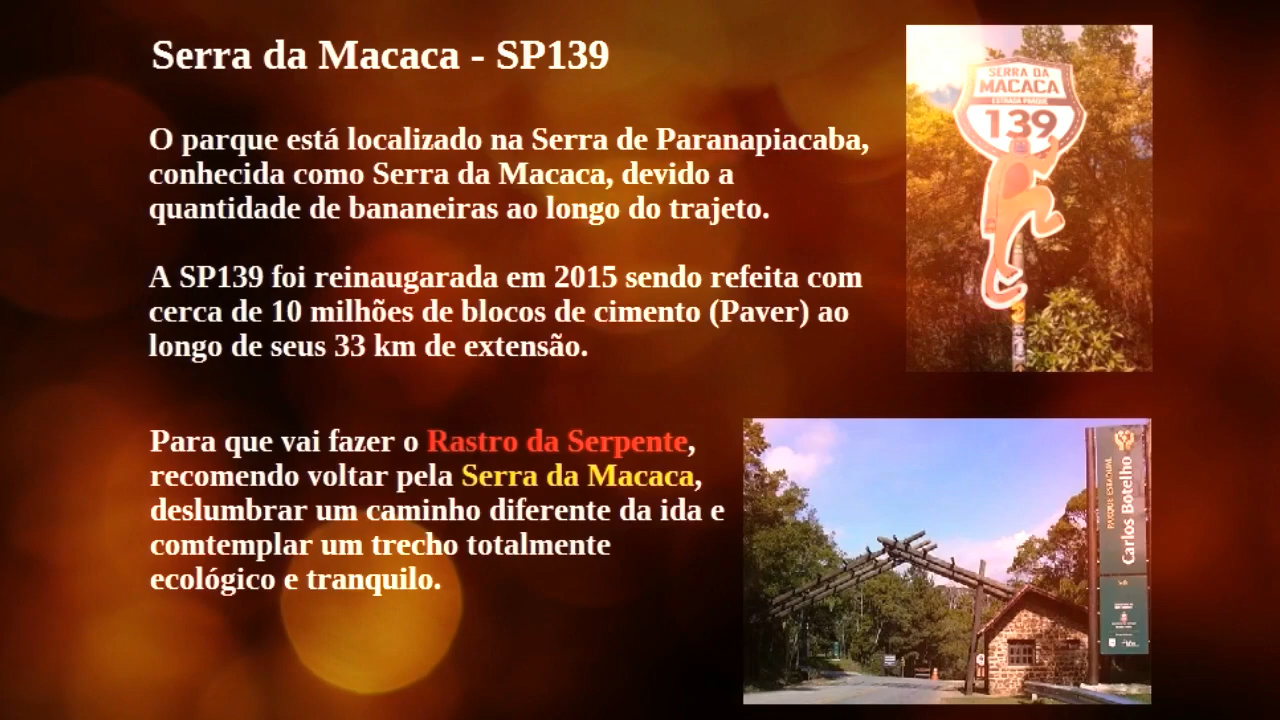 Serra da Macaca - SP139
O parque está localizado na Serra de Paranapiacaba,
conhecida como Serra da Macaca, devido a
quantidade de bananeiras ao longo do trajeto.
A SP139 foi reinaugarada em 2015 sendo refeita com
cerca de 10 milhões de blocos de cimento (Paver) ao
longo de seus 33 km de extensão.
Para que vai fazer o Rastro da Serpente,
recomendo voltar pela Serra da Macaca,
deslumbrar um caminho diferente da ida e
comtemplar um trecho totalmente
ecológico e tranquilo.
SERRA DA
MACACA
ESTRADA PARQUE
139
PARQUE ESTADUAL
Carlos Botelho